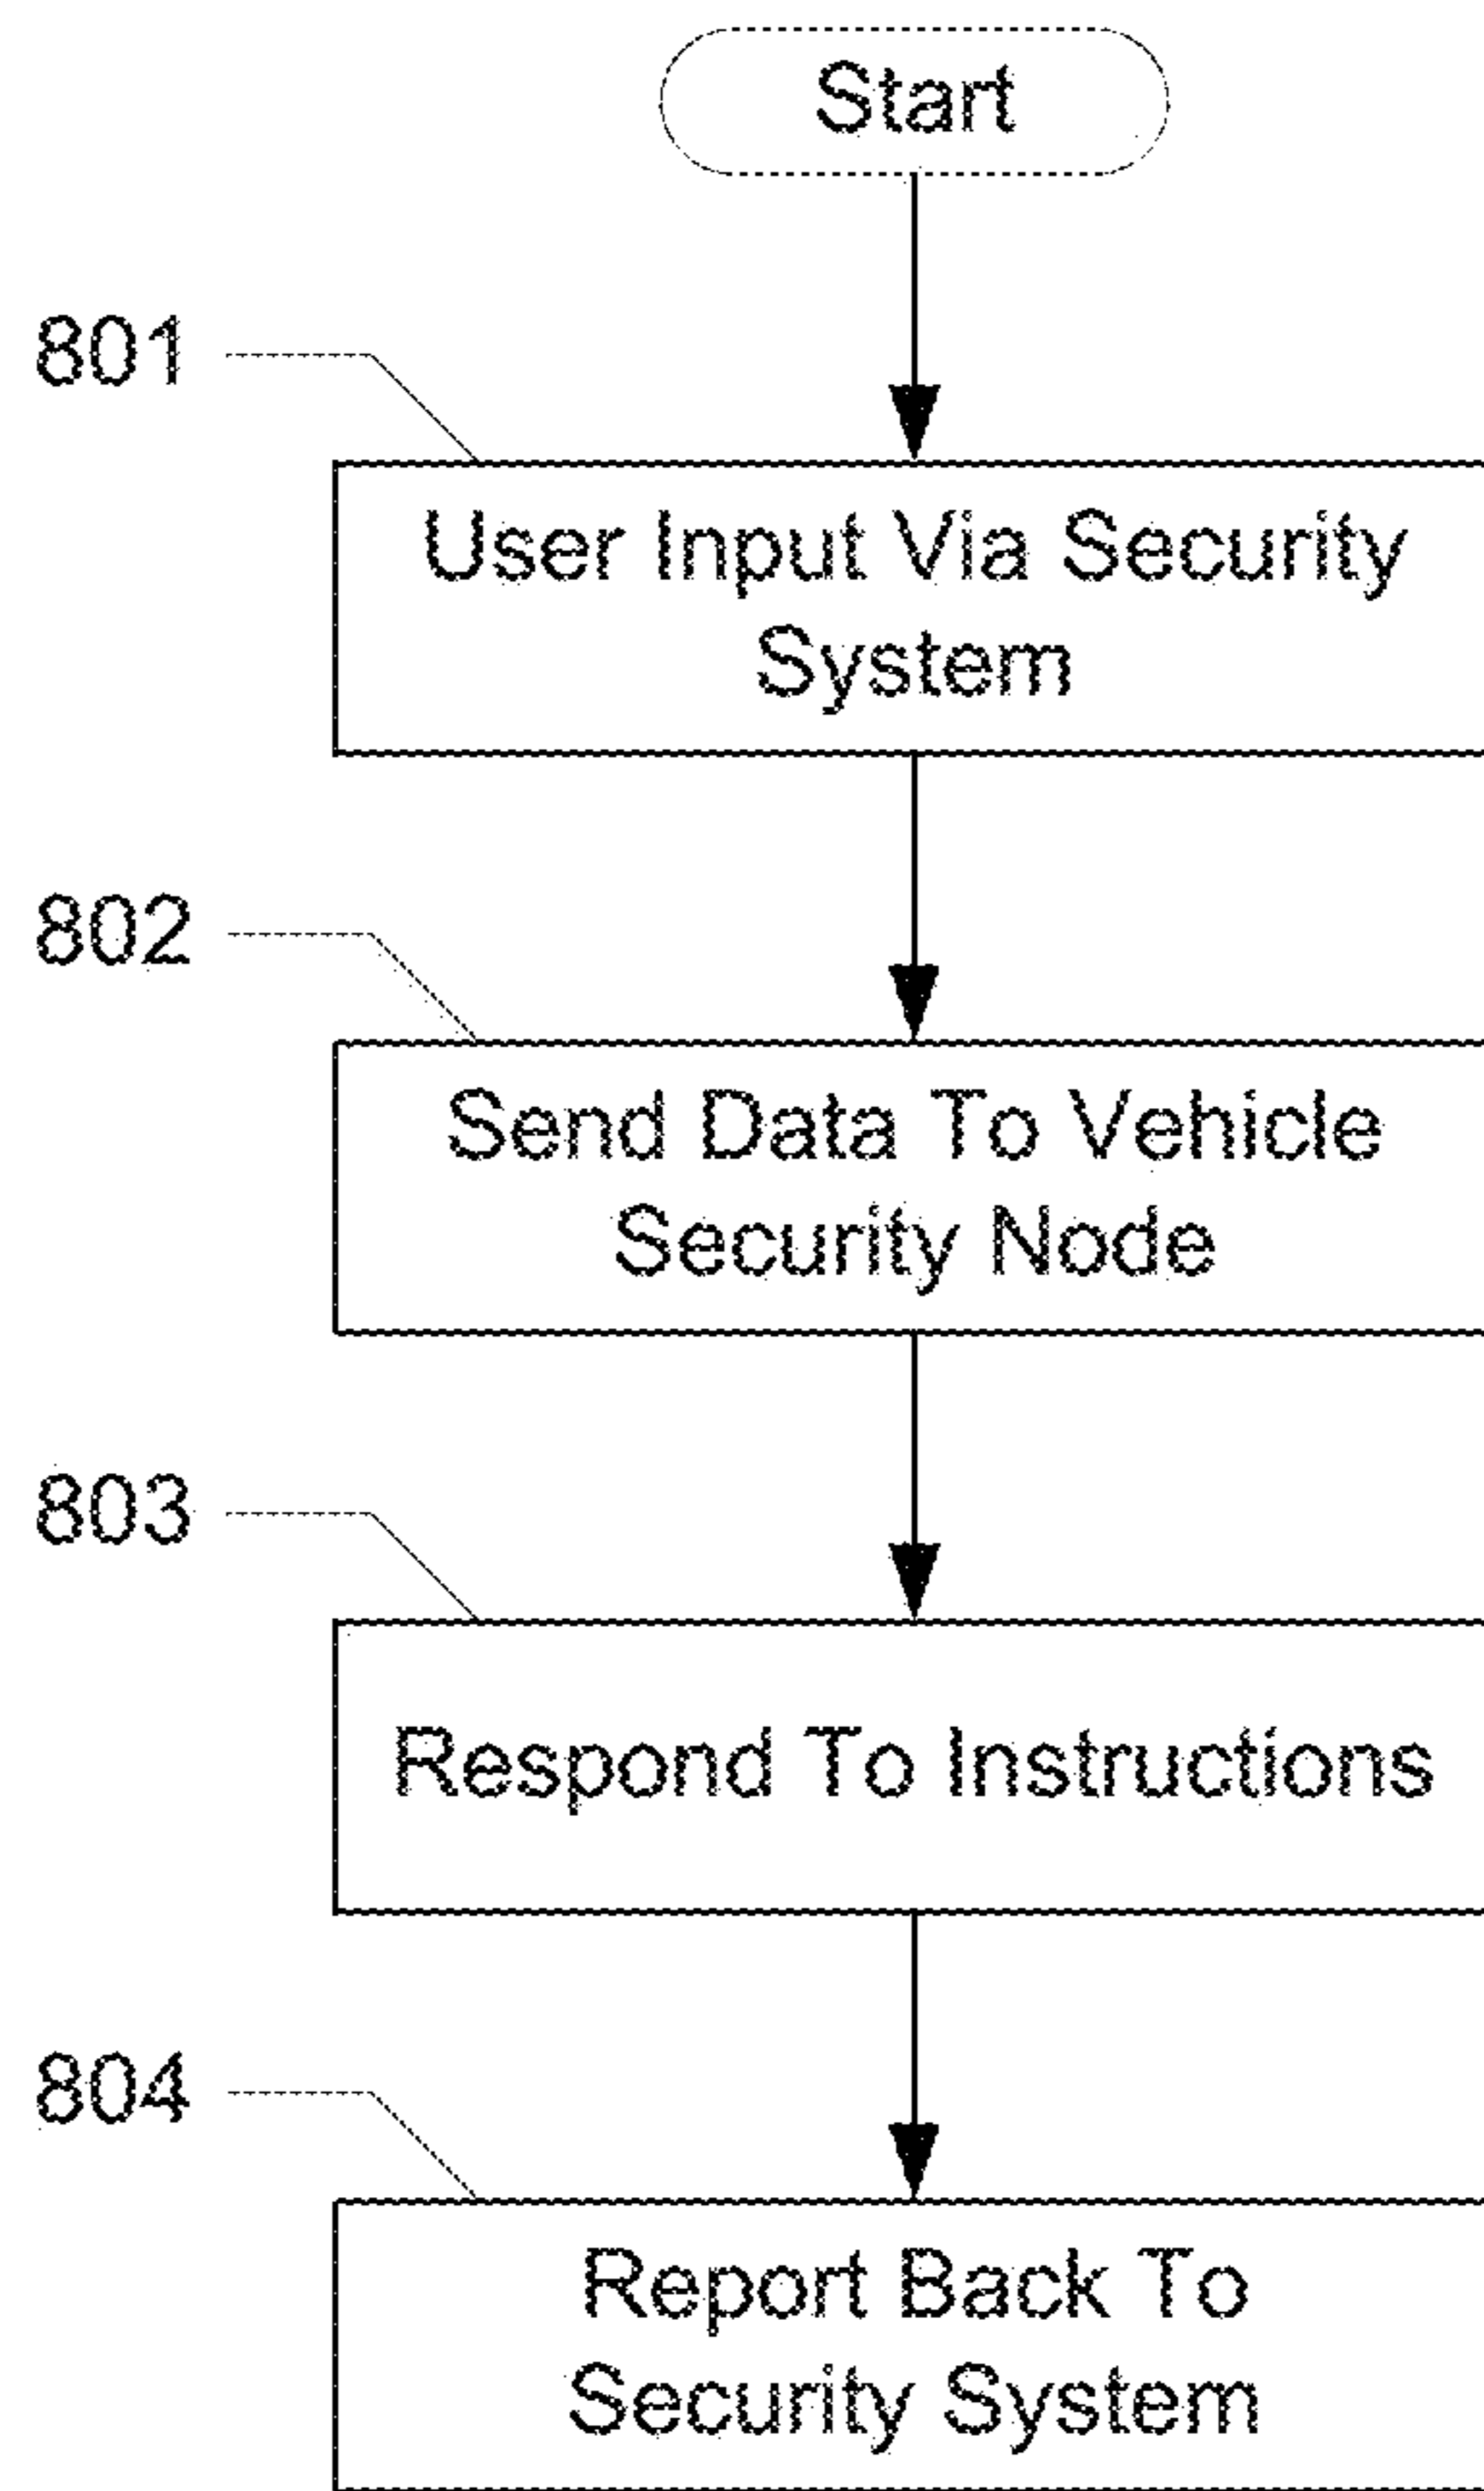 Start
801
User Input Via Security
System
802
Send Data To Vehicle
Security Node
803
Respond To Instructions
804
Report Back To
Security System